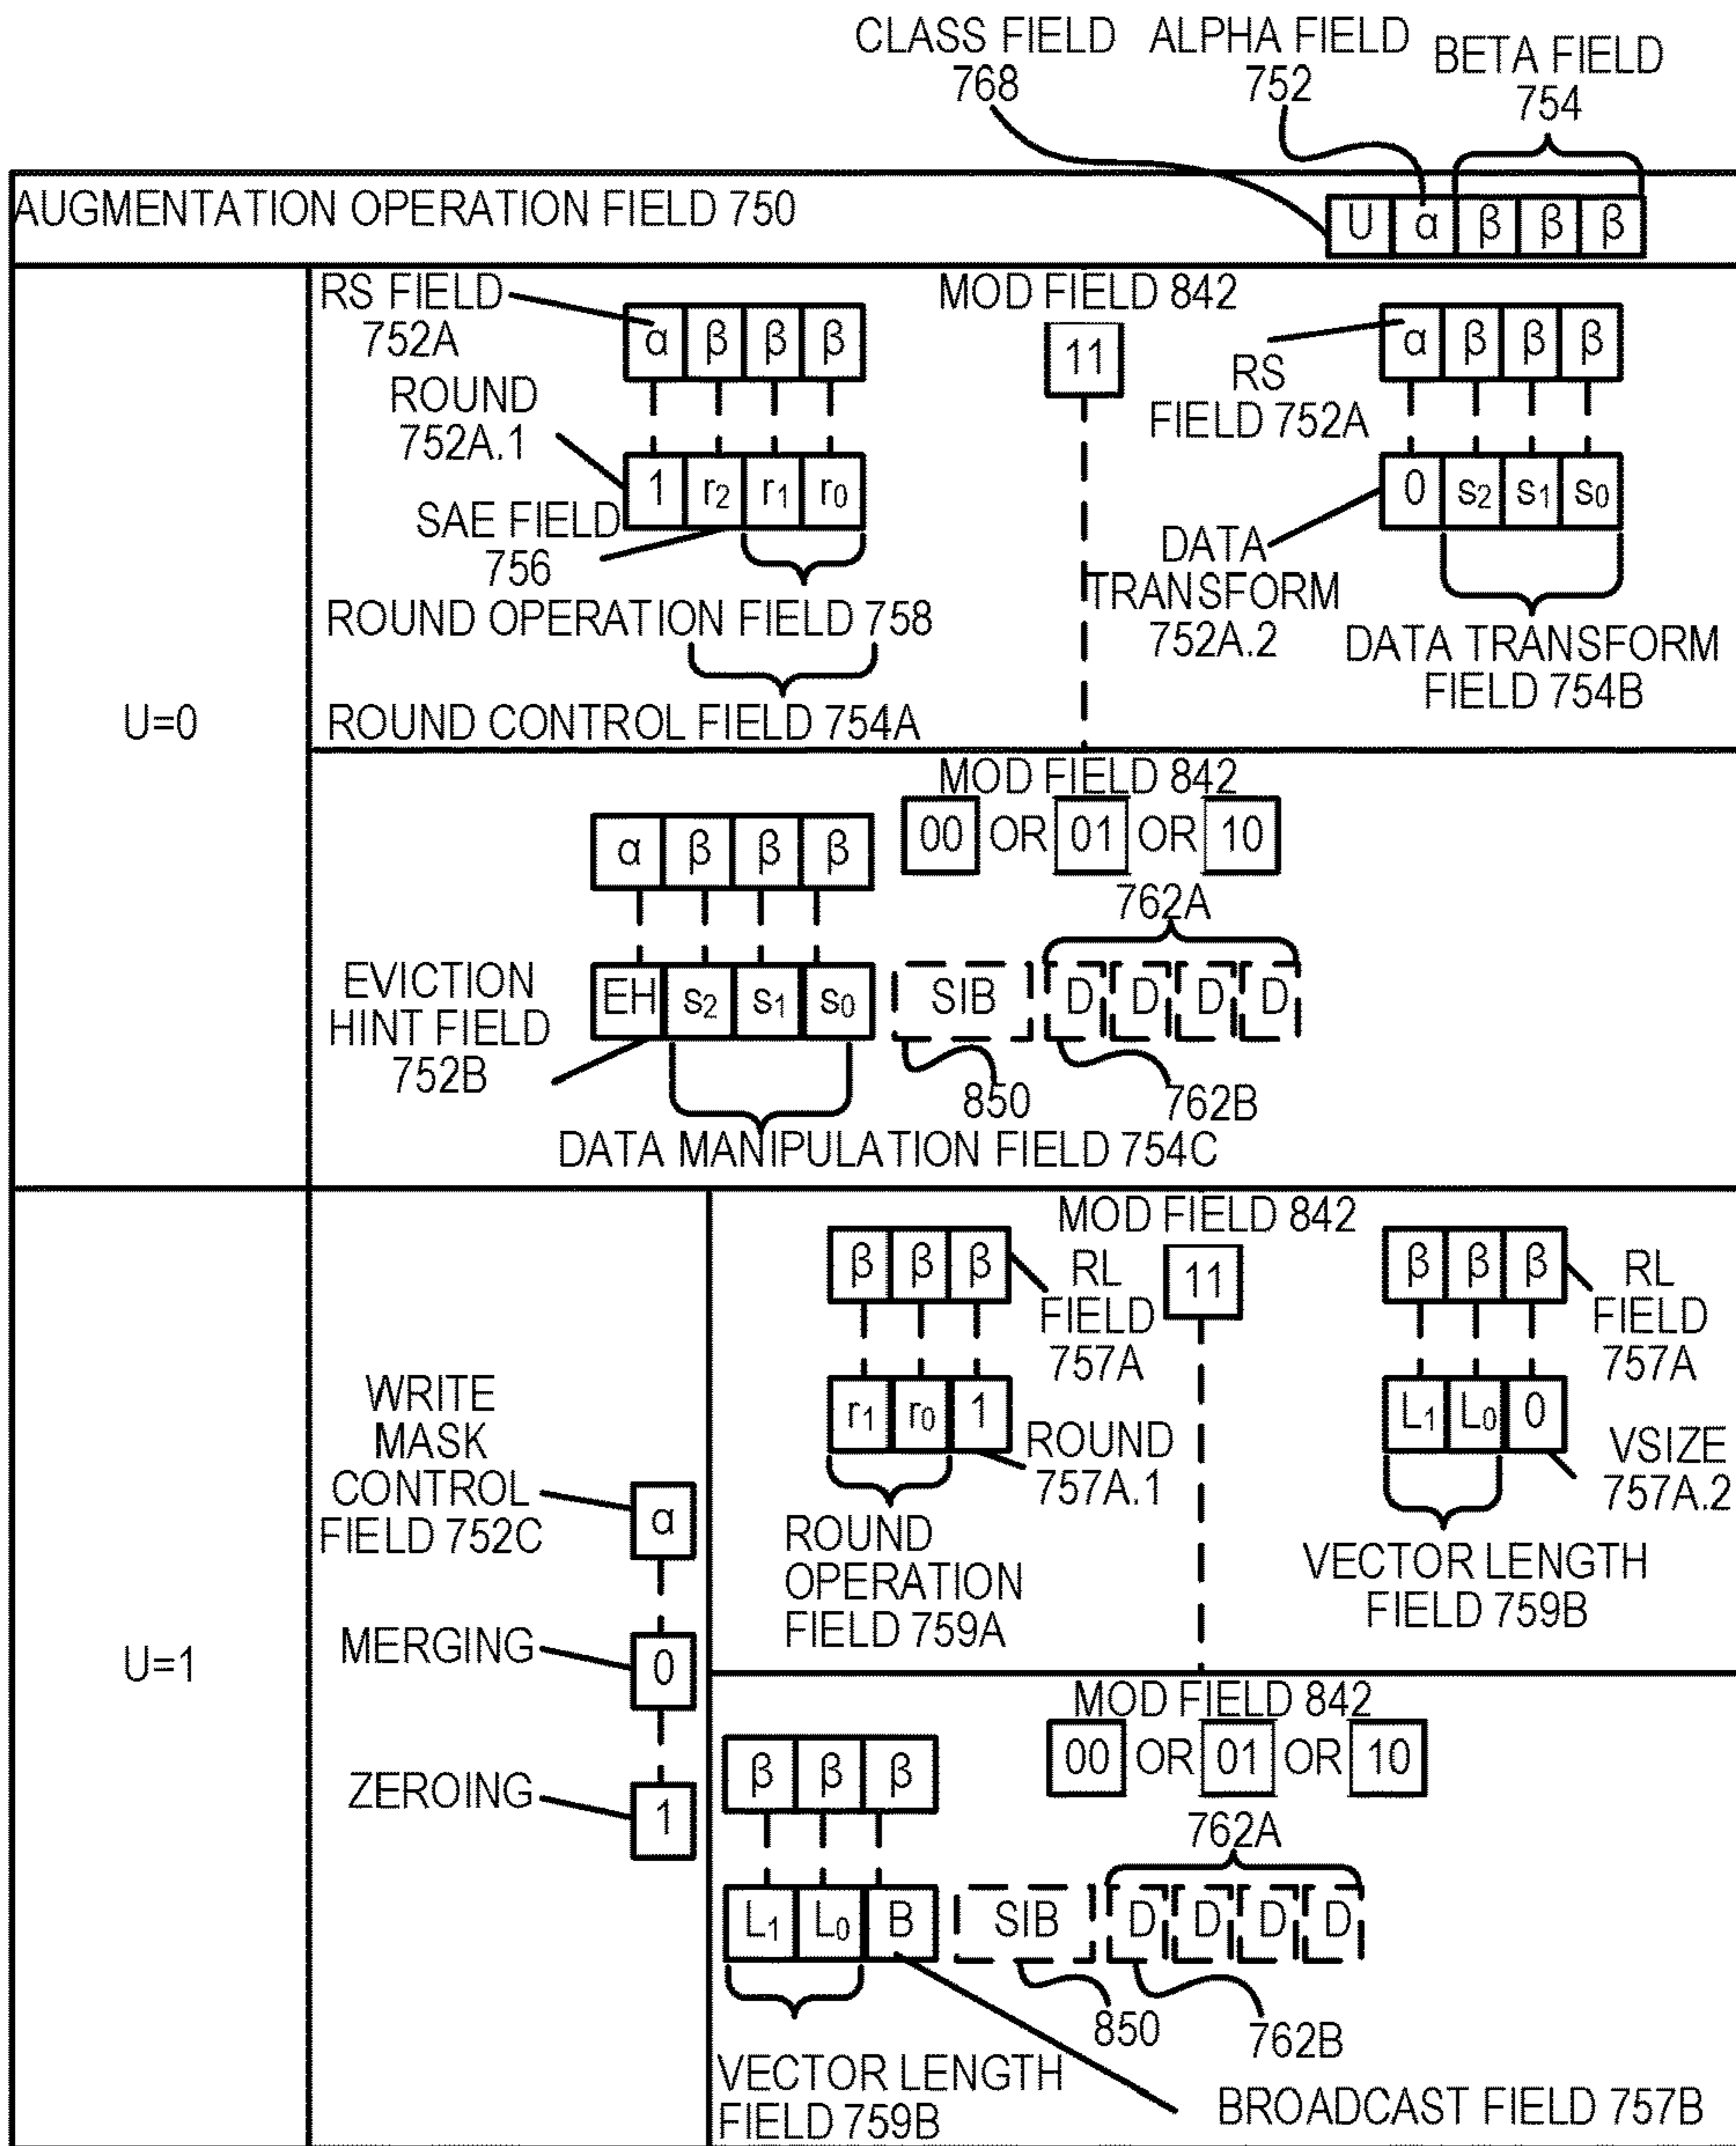 CLASS FIELD
768
ALPHA FIELD
752
BETA FIELD
754
AUGMENTATION OPERATION FIELD 750
U α β β β
U=0
RS FIELD
752A
α β β β
ROUND
752A.1
1 r2 r1 r0
SAE FIELD
756
ROUND OPERATION FIELD 758
ROUND CONTROL FIELD 754A
MOD FIELD 842
11
α β β β
RS
FIELD 752A
0 s2 s1 s0
DATA
TRANSFORM
752A.2
DATA TRANSFORM
FIELD 754B
MOD FIELD 842
00 OR 01 OR 10
α β β β
762A
EVICTION
HINT FIELD
752B
EH s2 s1 s0 SIB D D D D
850
762B
DATA MANIPULATION FIELD 754C
U=1
WRITE
MASK
CONTROL
FIELD 752C
α
MERGING
0
ZEROING
1
MOD FIELD 842
11
β β β
RL
FIELD
757A
r1 r0 1
ROUND
757A.1
ROUND
OPERATION
FIELD 759A
β β β
RL
FIELD
757A
L1 L0 0
VSIZE
757A.2
VECTOR LENGTH
FIELD 759B
MOD FIELD 842
00 OR 01 OR 10
β β β
762A
L1 L0 B SIB D D D D
850
762B
VECTOR LENGTH
FIELD 759B
BROADCAST FIELD 757B